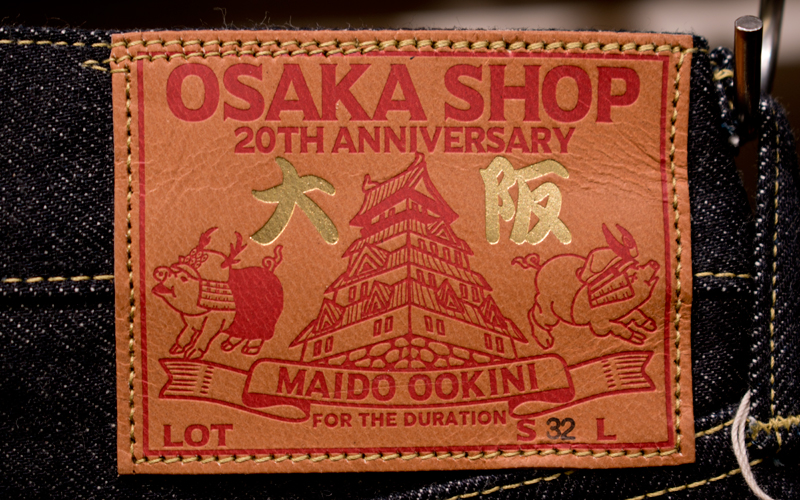 OSAKA SHOP
20TH ANNIVERSARY
大阪
MAIDO OOKINI
FOR THE DURATION
LOT S 32 L